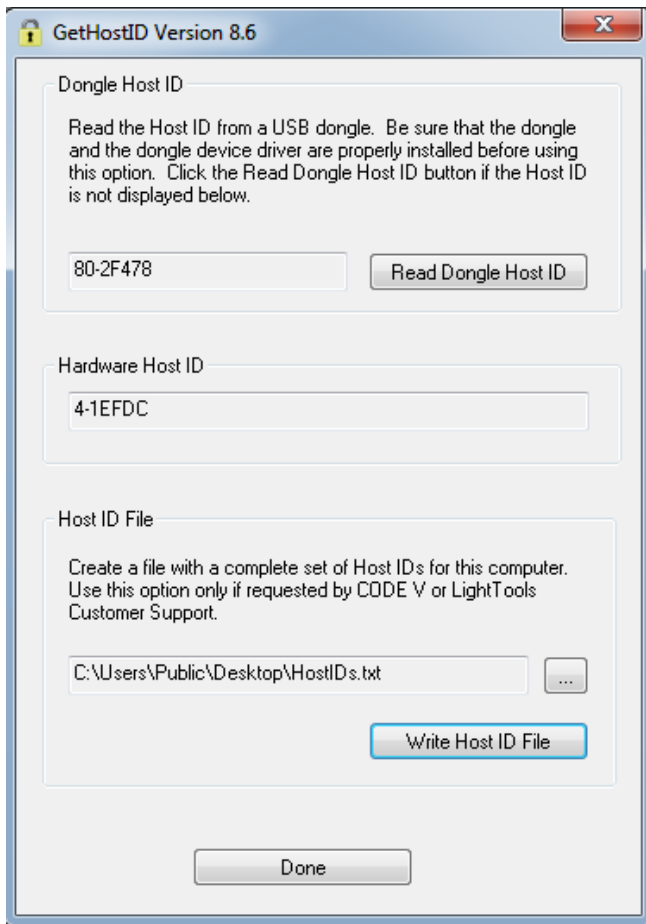 GetHostID Version 8.6
Dongle Host ID
Read the Host ID from a USB dongle.  Be sure that the dongle
and the dongle device driver are properly installed before using
this option.  Click the Read Dongle Host ID button if the Host ID
is not displayed below.
80-2F478
Read Dongle Host ID
Hardware Host ID
4-1EFDC
Host ID File
Create a file with a complete set of Host IDs for this computer.
Use this option only if requested by CODE V or LightTools
Customer Support.
C:\Users\Public\Desktop\HostIDs.txt
...
Write Host ID File
Done